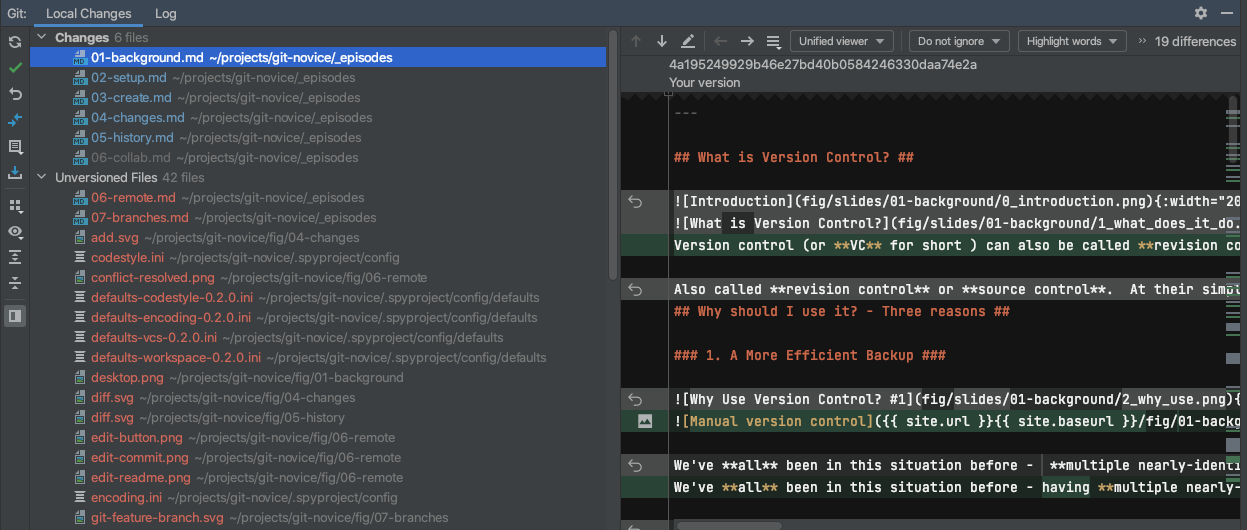 Git: Local Changes Log
Changes 6 files
01-background.md ~/projects/git-novice/_episodes
02-setup.md ~/projects/git-novice/_episodes
03-create.md ~/projects/git-novice/_episodes
04-changes.md ~/projects/git-novice/_episodes
05-history.md ~/projects/git-novice/_episodes
06-collab.md ~/projects/git-novice/_episodes
Unversioned Files 42 files
06-remote.md ~/projects/git-novice/_episodes
07-branches.md ~/projects/git-novice/_episodes
add.svg ~/projects/git-novice/fig/04-changes
codestyle.ini ~/projects/git-novice/.spyproject/config
conflict-resolved.png ~/projects/git-novice/fig/06-remote
defaults-codestyle-0.2.0.ini ~/projects/git-novice/.spyproject/config/defaults
defaults-encoding-0.2.0.ini ~/projects/git-novice/.spyproject/config/defaults
defaults-vcs-0.2.0.ini ~/projects/git-novice/.spyproject/config/defaults
defaults-workspace-0.2.0.ini ~/projects/git-novice/.spyproject/config/defaults
desktop.png ~/projects/git-novice/fig/01-background
diff.svg ~/projects/git-novice/fig/04-changes
diff.svg ~/projects/git-novice/fig/05-history
edit-button.png ~/projects/git-novice/fig/06-remote
edit-commit.png ~/projects/git-novice/fig/06-remote
edit-readme.png ~/projects/git-novice/fig/06-remote
encoding.ini ~/projects/git-novice/.spyproject/config
git-feature-branch.svg ~/projects/git-novice/fig/07-branches
Unified viewer Do not ignore Highlight words 19 differences
4a195249929b46e27bd40b0584246330daa74e2a
Your version
---
## What is Version Control? ##
![Introduction](fig/slides/01-background/0_introduction.png){:width="20
![What is Version Control?](fig/slides/01-background/1_what_does_it_do.
Version control (or **VC** for short ) can also be called **revision co
Also called **revision control** or **source control**.  At their simp
## Why should I use it? - Three reasons ##
### 1. A More Efficient Backup ###
![Why Use Version Control? #1](fig/slides/01-background/2_why_use.png){
![Manual version control]({{ site.url }}{{ site.baseurl }}/fig/01-backg
We've **all** been in this situation before - **multiple nearly-identi
We've **all** been in this situation before - having **multiple nearly-